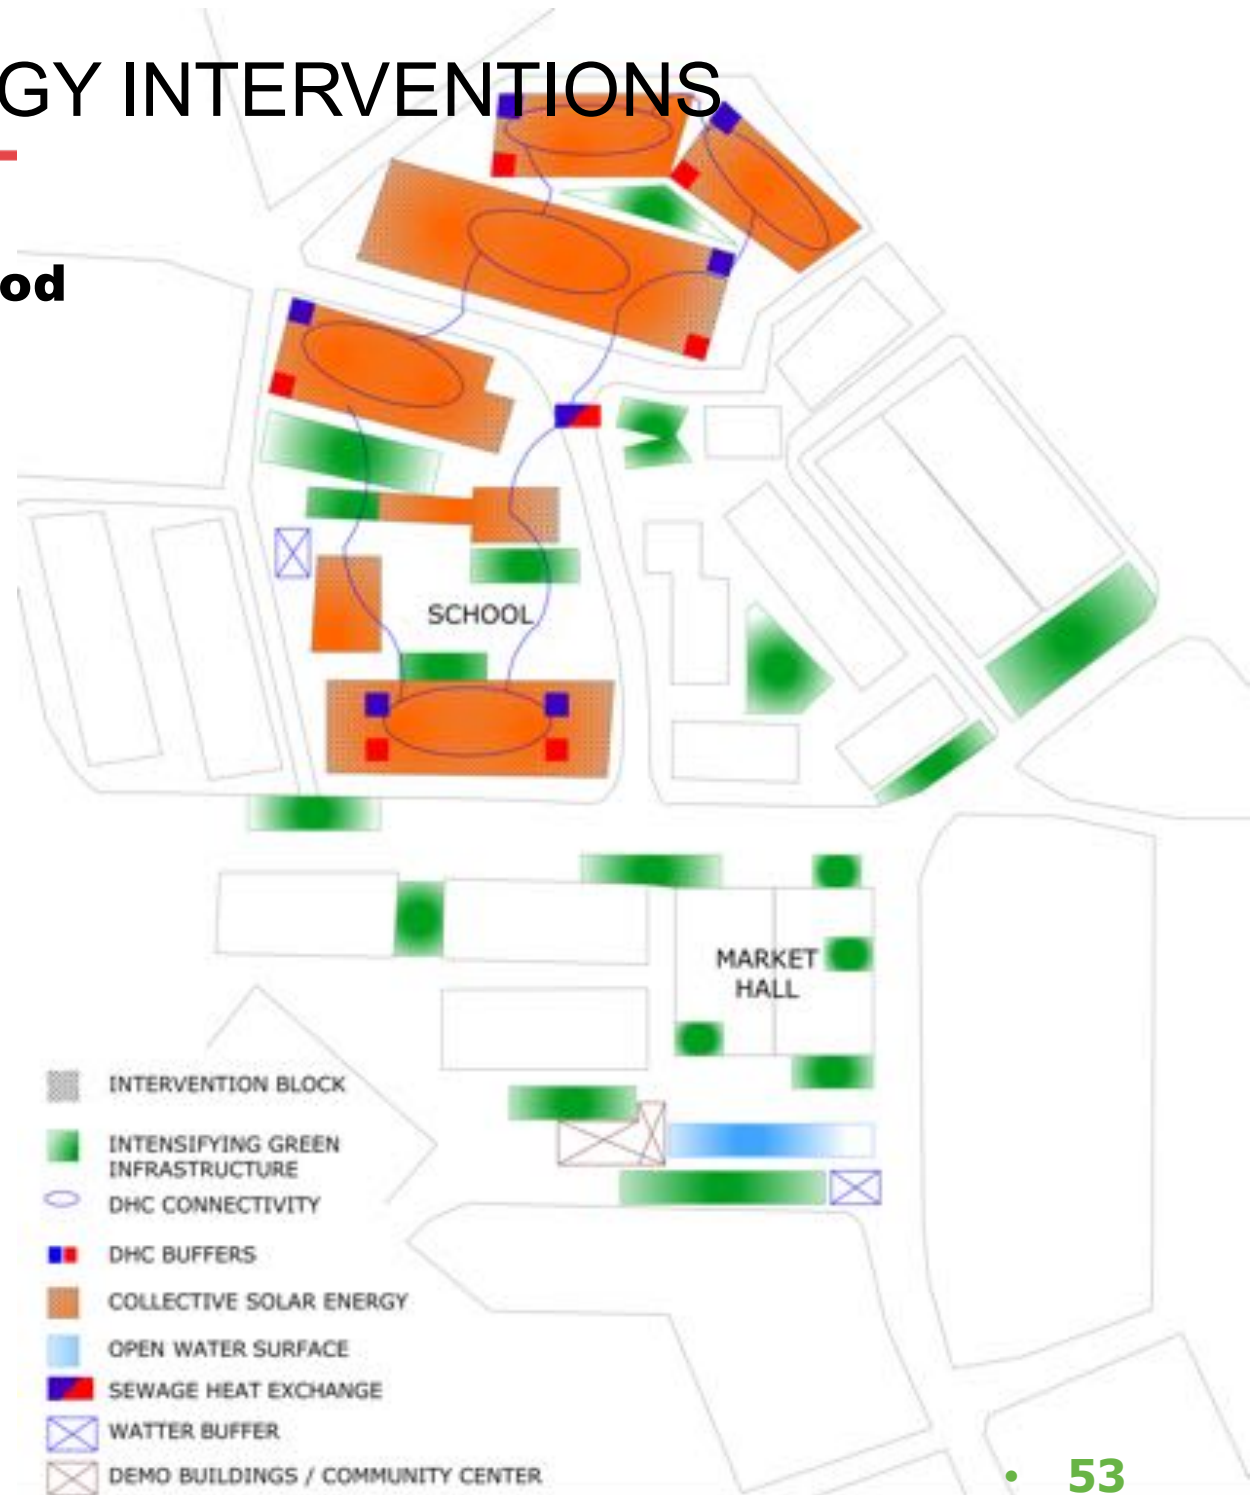 GY INTERVENTIONS
od
SCHOOL
MARKET
HALL
INTERVENTION BLOCK
INTENSIFYING GREEN
INFRASTRUCTURE
DHC CONNECTIVITY
DHC BUFFERS
COLLECTIVE SOLAR ENERGY
OPEN WATER SURFACE
SEWAGE HEAT EXCHANGE
WATTER BUFFER
DEMO BUILDINGS / COMMUNITY CENTER
• 53